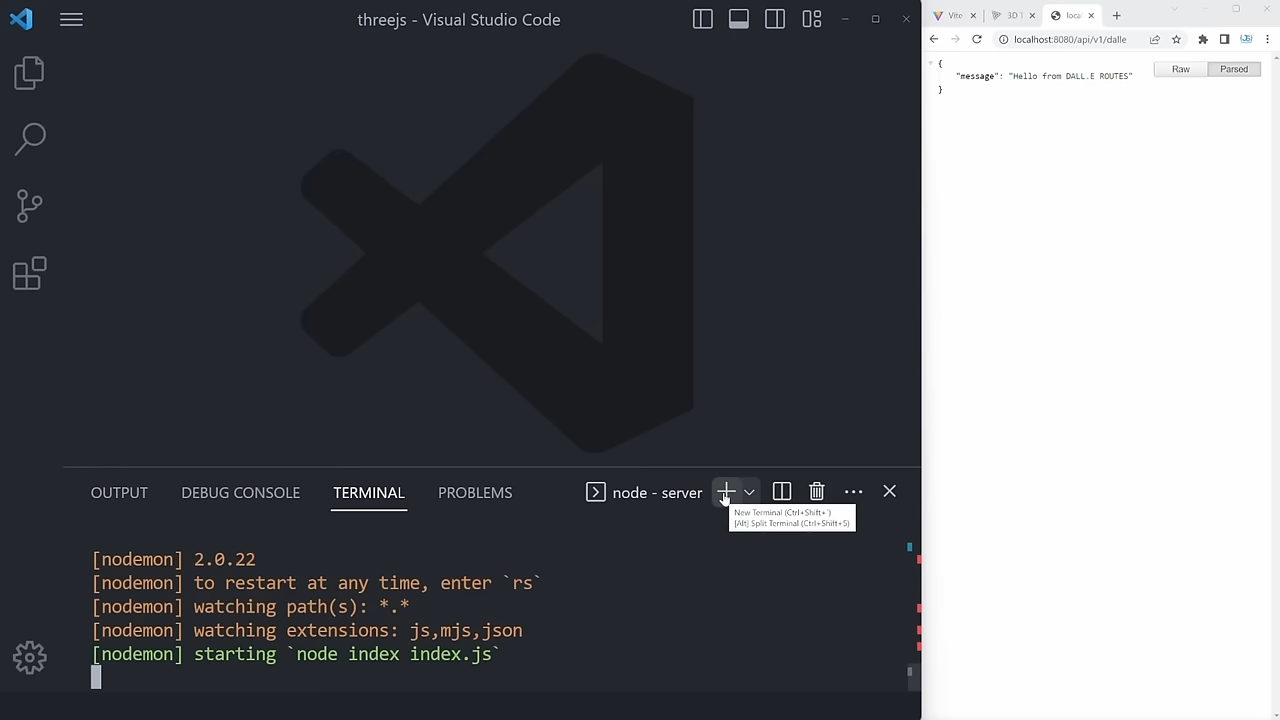 threejs - Visual Studio Code
Vite
3D T
loca
localhost:8080/api/v1/dalle
{
"message": "Hello from DALL.E ROUTES"
}
Raw
Parsed
OUTPUT
DEBUG CONSOLE
TERMINAL
PROBLEMS
node - server
New Terminal (Ctrl+Shift+`)
[Alt] Split Terminal (Ctrl+Shift+5)
[nodemon] 2.0.22
[nodemon] to restart at any time, enter `rs`
[nodemon] watching path(s): *.*
[nodemon] watching extensions: js,mjs,json
[nodemon] starting `node index index.js`